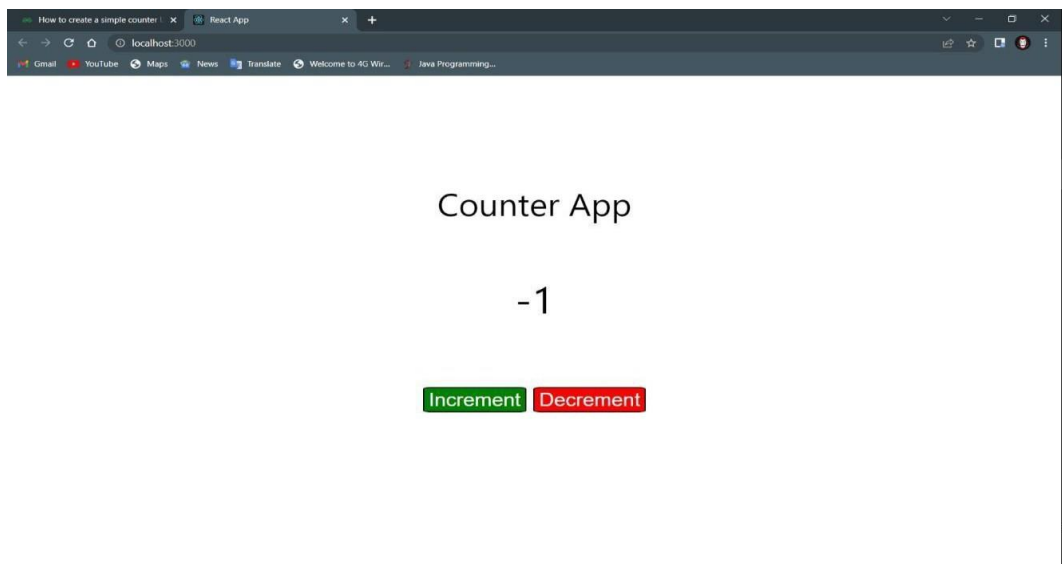 How to create a simple counter
React App
localhost:3000
Gmail YouTube Maps News Translate Welcome to 4G Wir... Java Programming...
Counter App
-1
Increment Decrement